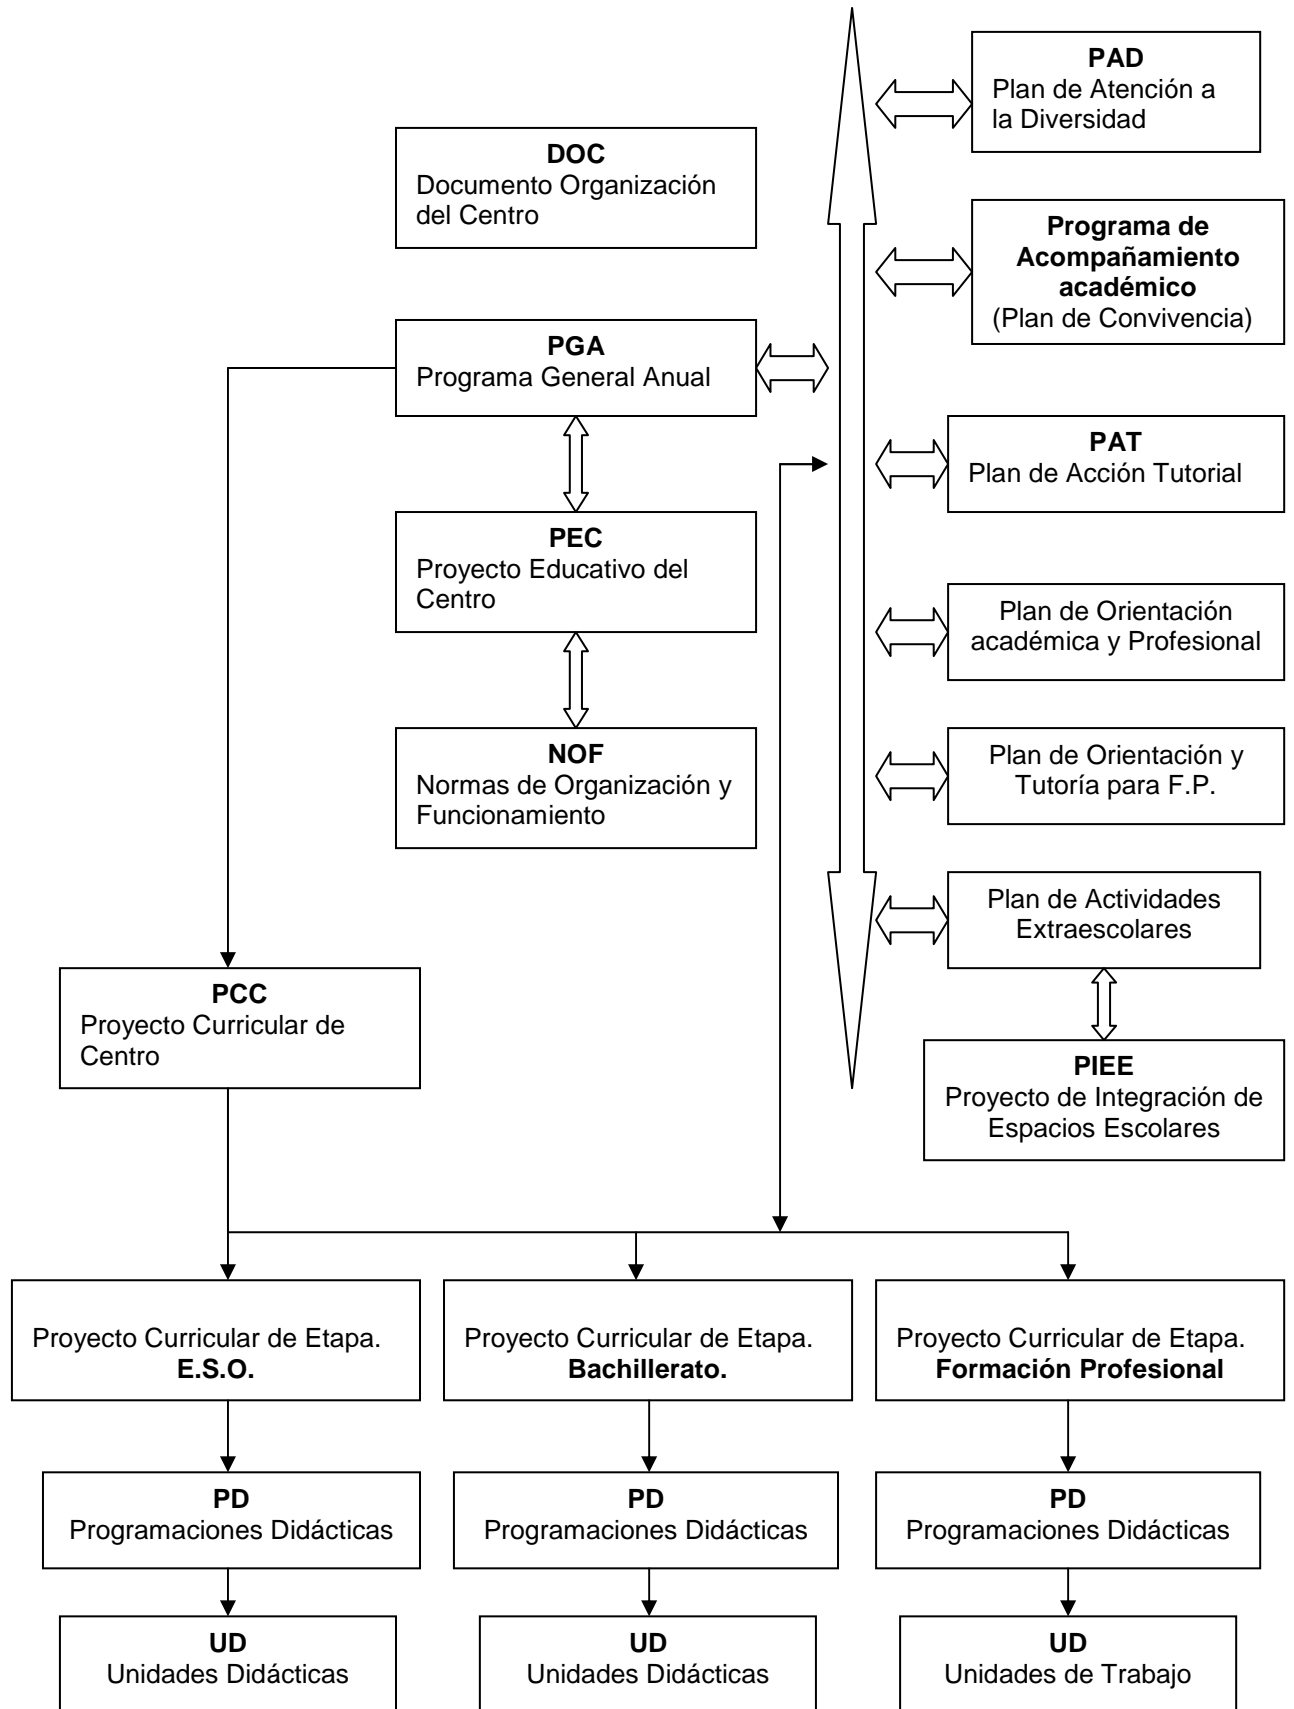 PAD
Plan de Atención a
la Diversidad
DOC
Documento Organización
del Centro
Programa de
Acompañamiento
académico
(Plan de Convivencia)
PGA
Programa General Anual
PAT
Plan de Acción Tutorial
PEC
Proyecto Educativo del
Centro
Plan de Orientación
académica y Profesional
NOF
Normas de Organización y
Funcionamiento
Plan de Orientación y
Tutoría para F.P.
Plan de Actividades
Extraescolares
PCC
Proyecto Curricular de
Centro
PIEE
Proyecto de Integración de
Espacios Escolares
Proyecto Curricular de Etapa.
E.S.O.
Proyecto Curricular de Etapa.
Bachillerato.
Proyecto Curricular de Etapa.
Formación Profesional
PD
Programaciones Didácticas
PD
Programaciones Didácticas
PD
Programaciones Didácticas
UD
Unidades Didácticas
UD
Unidades Didácticas
UD
Unidades de Trabajo